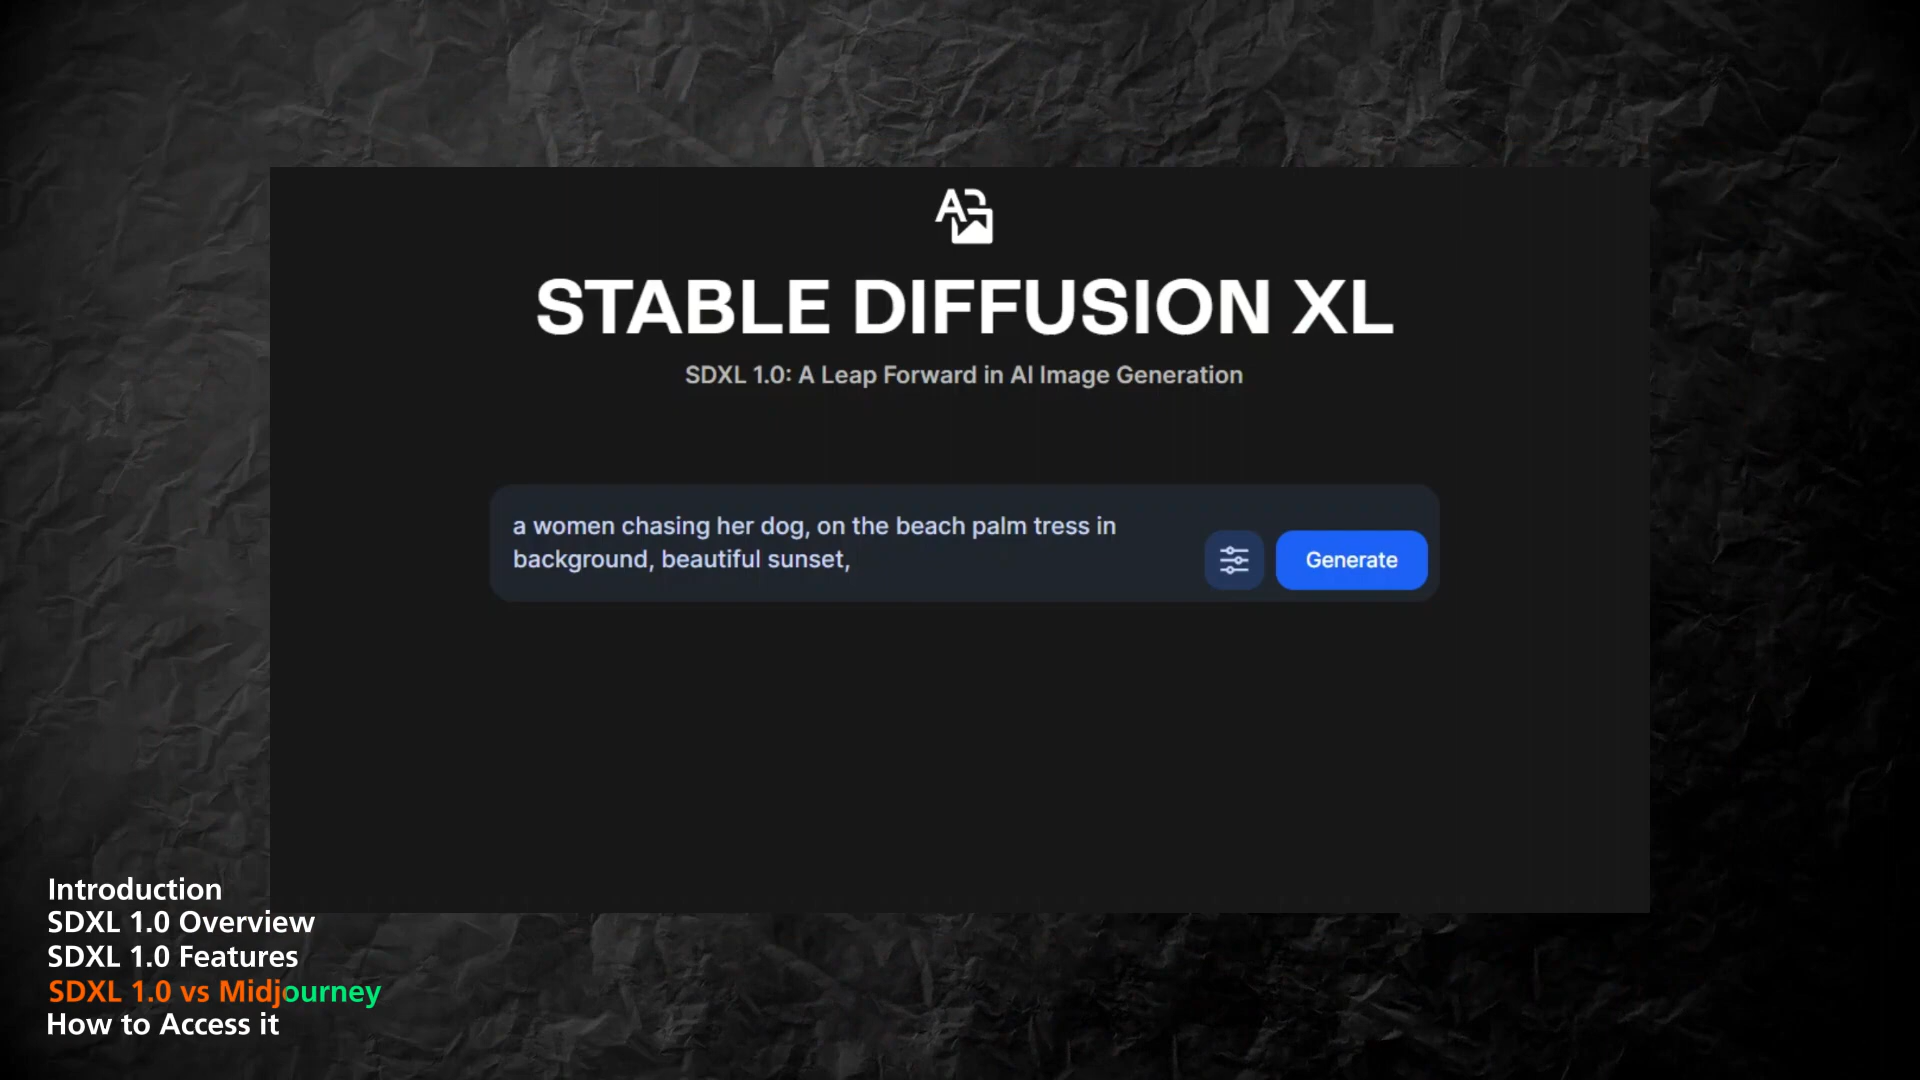 STABLE DIFFUSION XL
SDXL 1.0: A Leap Forward in AI Image Generation
a women chasing her dog, on the beach palm tress in
background, beautiful sunset,
Generate
Introduction
SDXL 1.0 Overview
SDXL 1.0 Features
SDXL 1.0 vs Midjourney
How to Access it